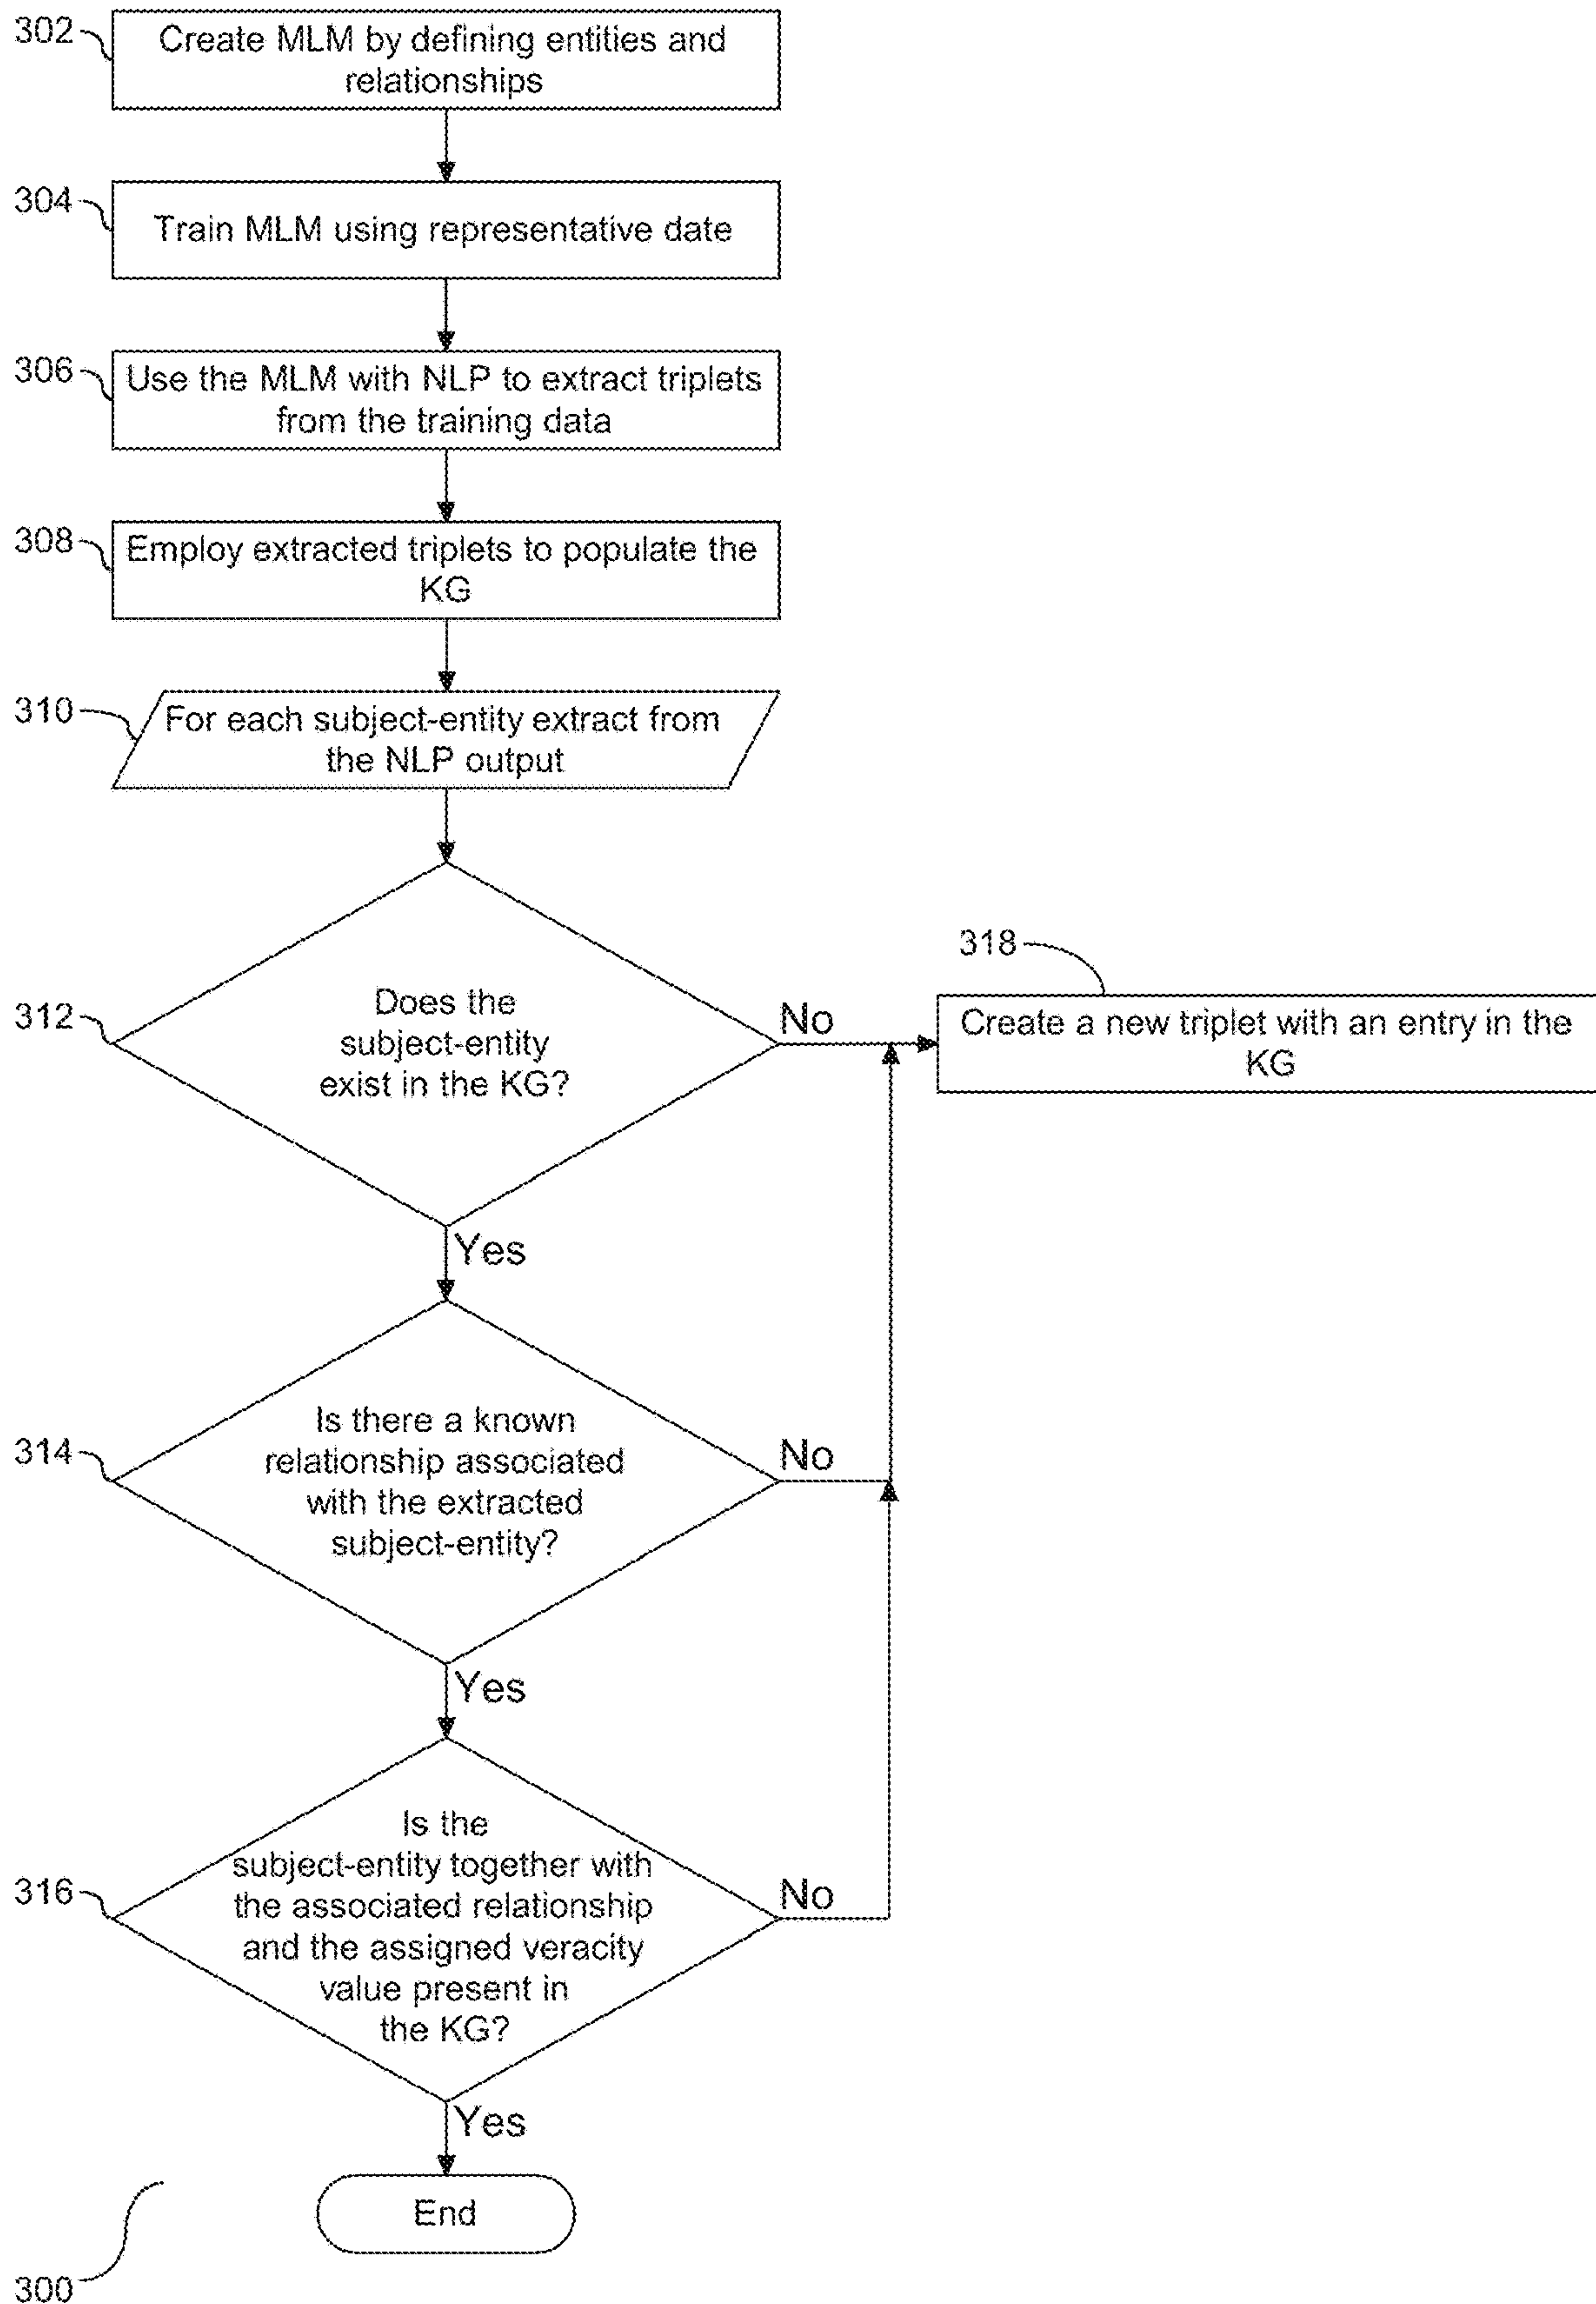 302
Create MLM by defining entities and
relationships
304
Train MLM using representative date
306
Use the MLM with NLP to extract triplets
from the training data
308
Employ extracted triplets to populate the
KG
310
For each subject-entity extract from
the NLP output
312
Does the
subject-entity
exist in the KG?
No
318
Create a new triplet with an entry in the
KG
Yes
314
Is there a known
relationship associated
with the extracted
subject-entity?
No
Yes
316
Is the
subject-entity together with
the associated relationship
and the assigned veracity
value present in
the KG?
No
Yes
End
300